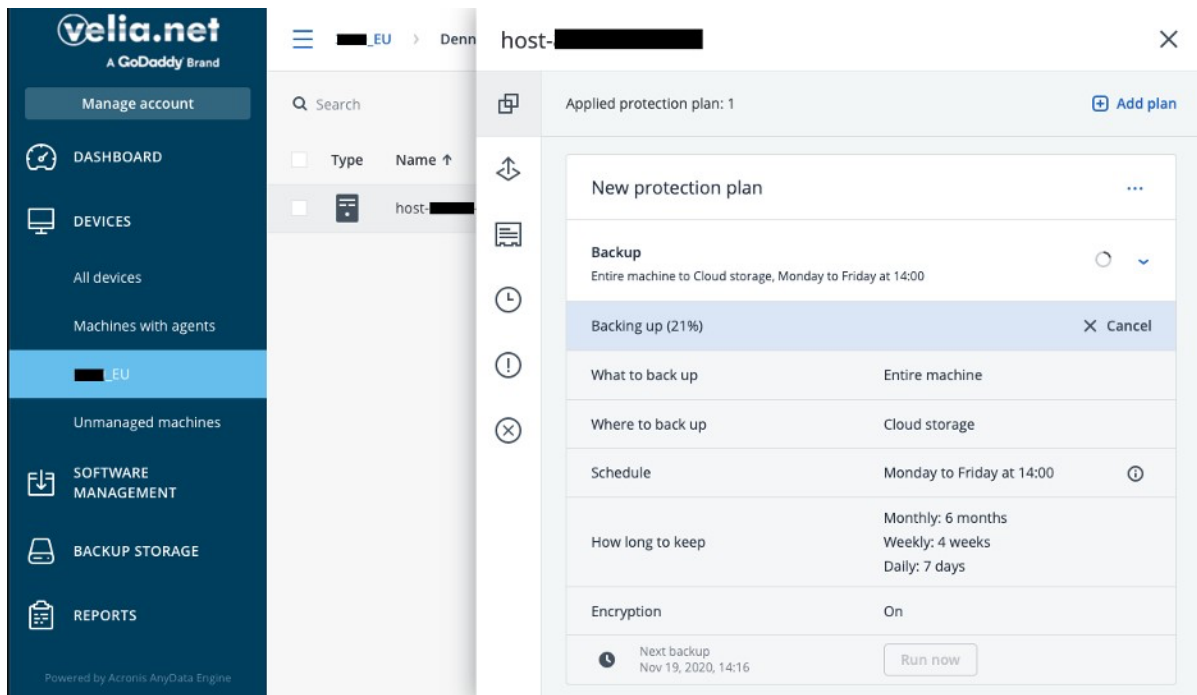 velia.net
A GoDaddy Brand
Manage account
DASHBOARD
DEVICES
All devices
Machines with agents
_EU
Unmanaged machines
SOFTWARE
MANAGEMENT
BACKUP STORAGE
REPORTS
Powered by Acronis AnyData Engine
_EU > Denn
Search
Type Name ↑
host-
host-
Applied protection plan: 1
Add plan
New protection plan
...
Backup
Entire machine to Cloud storage, Monday to Friday at 14:00
Backing up (21%) Cancel
What to back up Entire machine
Where to back up Cloud storage
Schedule Monday to Friday at 14:00
How long to keep Monthly: 6 months
Weekly: 4 weeks
Daily: 7 days
Encryption On
Next backup
Nov 19, 2020, 14:16
Run now